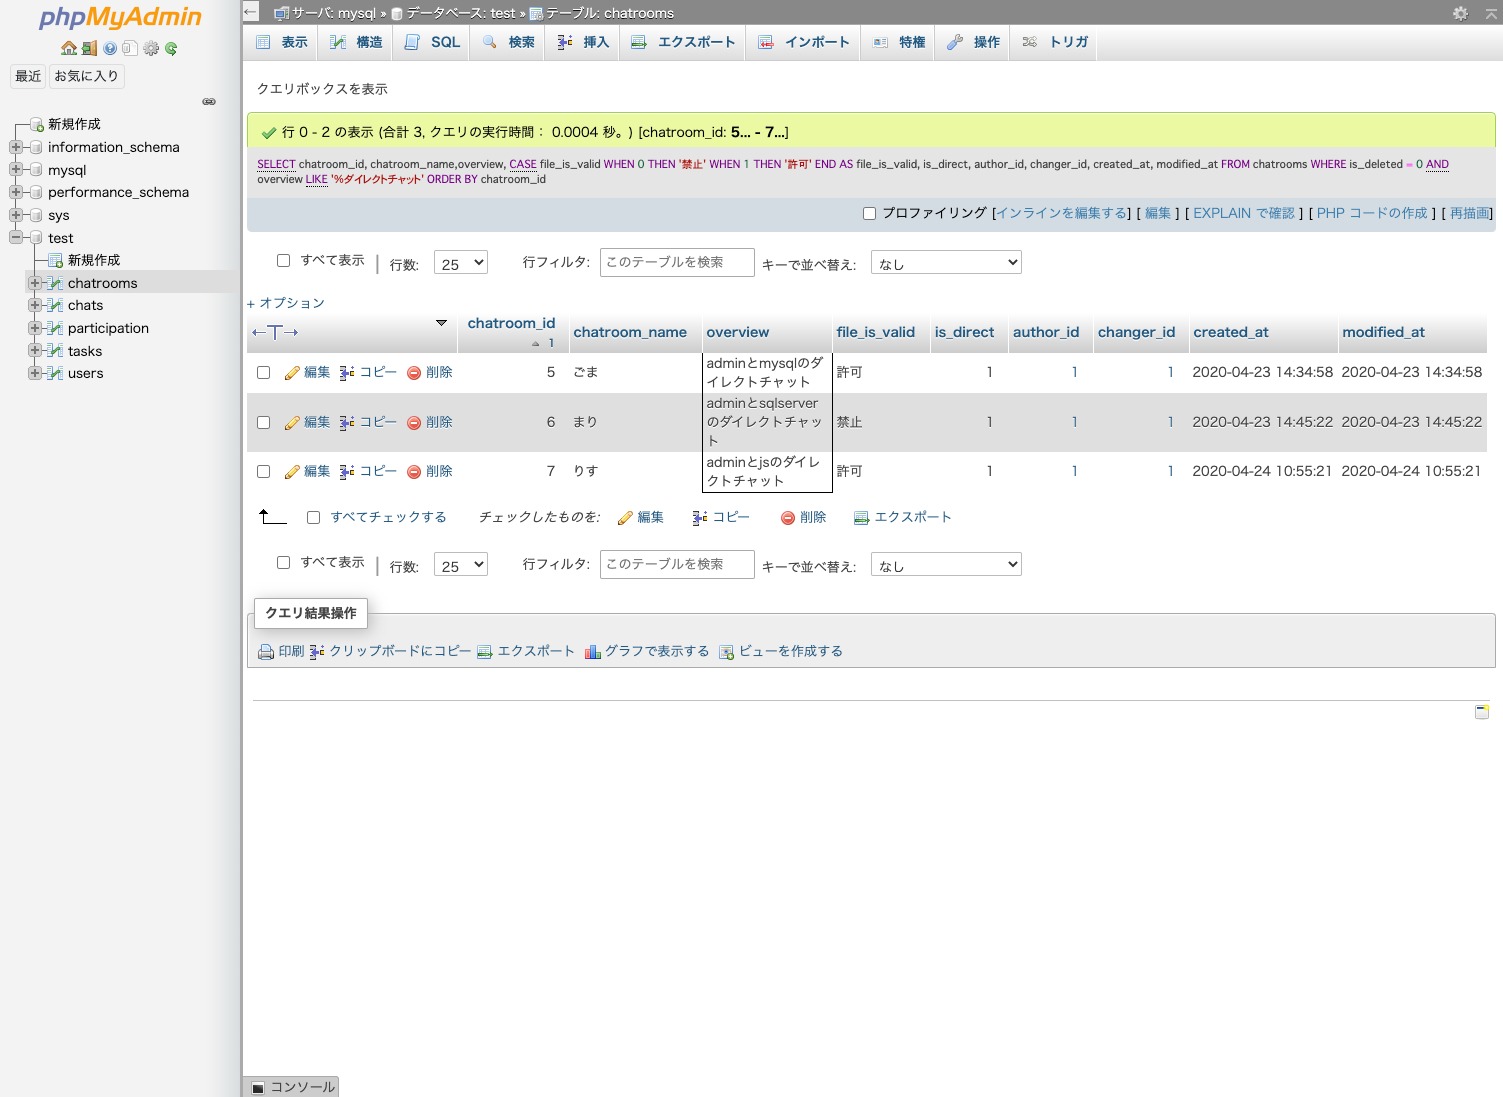 phpMyAdmin
最近 お気に入り
新規作成
information_schema
mysql
performance_schema
sys
test
新規作成
chatrooms
chats
participation
tasks
users
サーバ: mysql » データベース: test » テーブル: chatrooms
表示 構造 SQL 検索 挿入 エクスポート インポート 特権 操作 トリガ
クエリボックスを表示
行 0 - 2 の表示 (合計 3, クエリの実行時間： 0.0004 秒。) [chatroom_id: 5... - 7...]
SELECT chatroom_id, chatroom_name,overview, CASE file_is_valid WHEN 0 THEN '禁止' WHEN 1 THEN '許可' END AS file_is_valid, is_direct, author_id, changer_id, created_at, modified_at FROM chatrooms WHERE is_deleted = 0 AND
overview LIKE '%ダイレクトチャット' ORDER BY chatroom_id
プロファイリング [インラインを編集する] [ 編集 ] [ EXPLAIN で確認 ] [ PHP コードの作成 ] [ 再描画]
すべて表示 | 行数: 25 行フィルタ: このテーブルを検索 キーで並べ替え: なし
+ オプション
←T→ chatroom_id 1 chatroom_name overview file_is_valid is_direct author_id changer_id created_at modified_at
編集 コピー 削除 5 ごま adminとmysqlのダ
イレクトチャット 許可 1 1 1 2020-04-23 14:34:58 2020-04-23 14:34:58
編集 コピー 削除 6 まり adminとsqlserver
のダイレクトチャッ
ト 禁止 1 1 1 2020-04-23 14:45:22 2020-04-23 14:45:22
編集 コピー 削除 7 りす adminとjsのダイレ
クトチャット 許可 1 1 1 2020-04-24 10:55:21 2020-04-24 10:55:21
すべてチェックする チェックしたものを: 編集 コピー 削除 エクスポート
すべて表示 | 行数: 25 行フィルタ: このテーブルを検索 キーで並べ替え: なし
クエリ結果操作
印刷 クリップボードにコピー エクスポート グラフで表示する ビューを作成する
コンソール